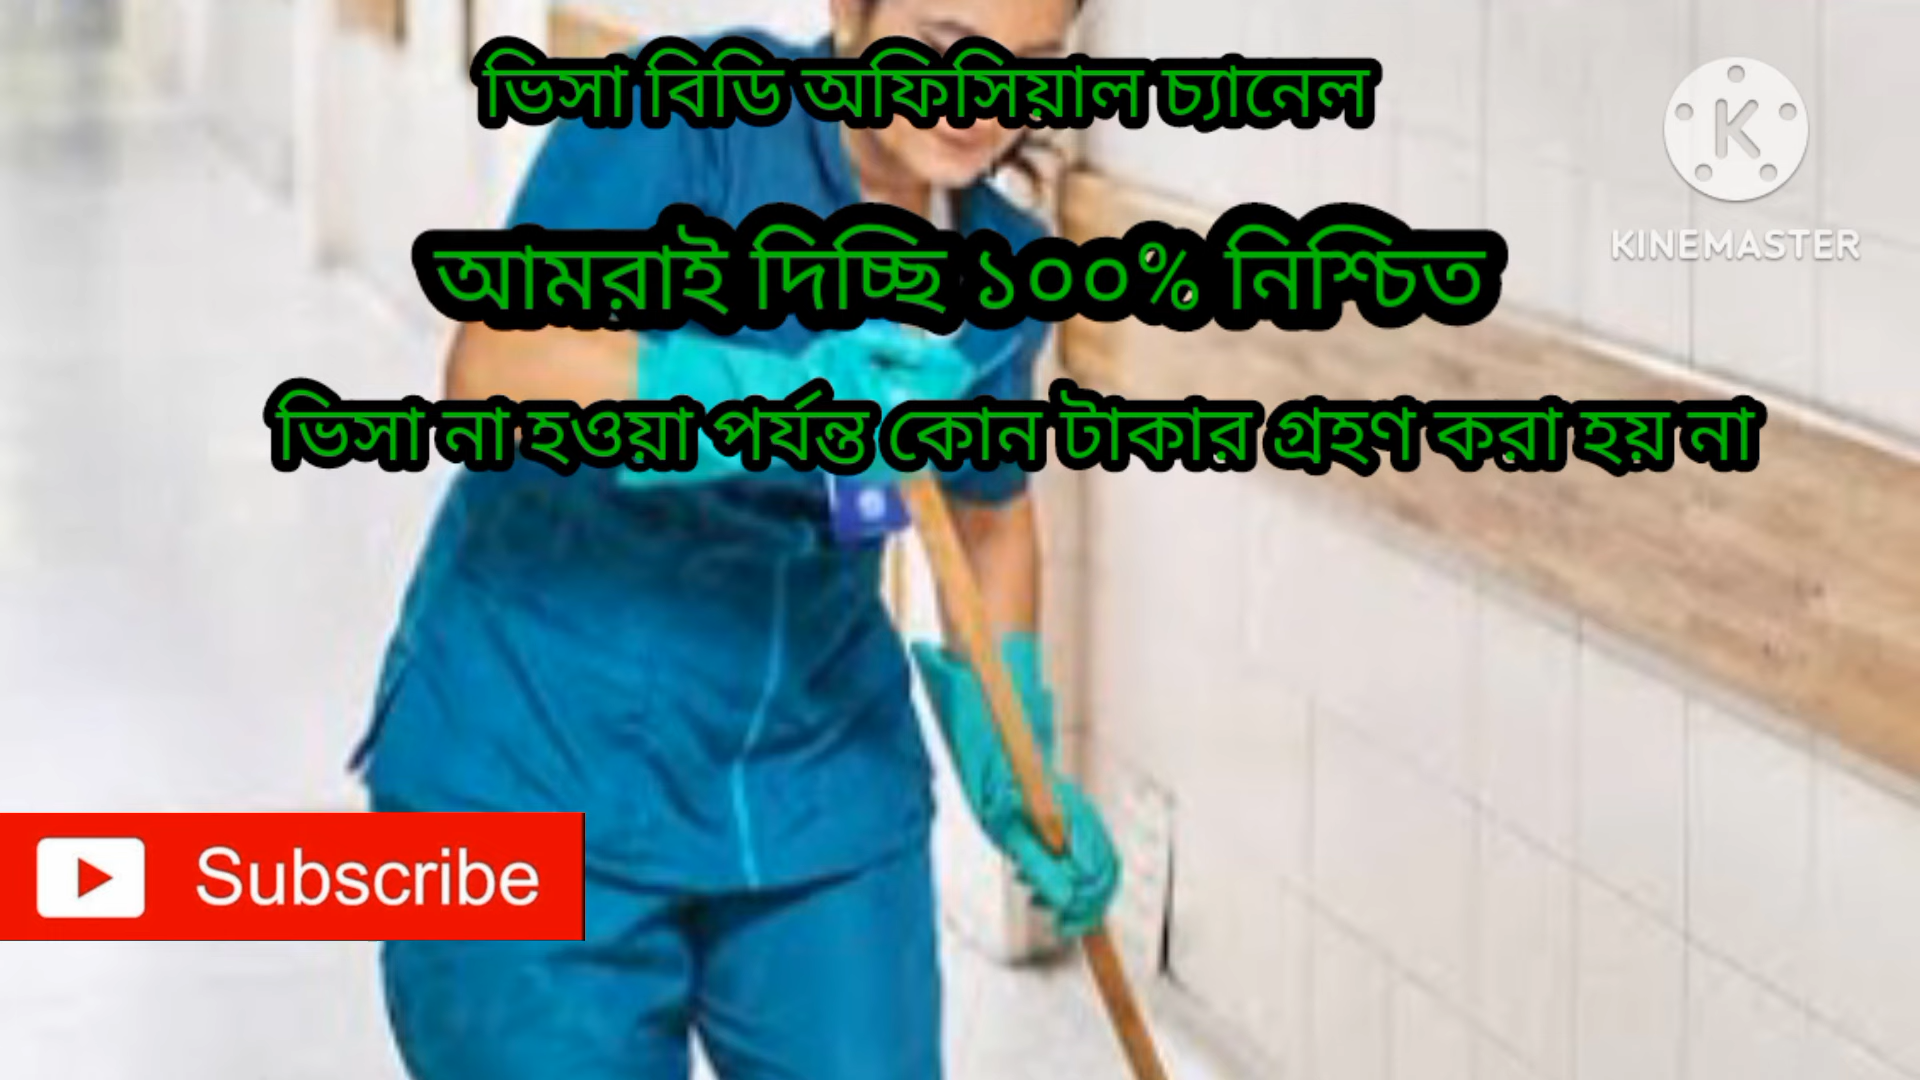 ভিসা বিডি অফিসিয়াল চ্যানেল
আমরাই দিচ্ছি ১০০% নিশ্চিত
ভিসা না হওয়া পর্যন্ত কোন টাকার গ্রহণ করা হয় না
K
KINEMASTER
Subscribe